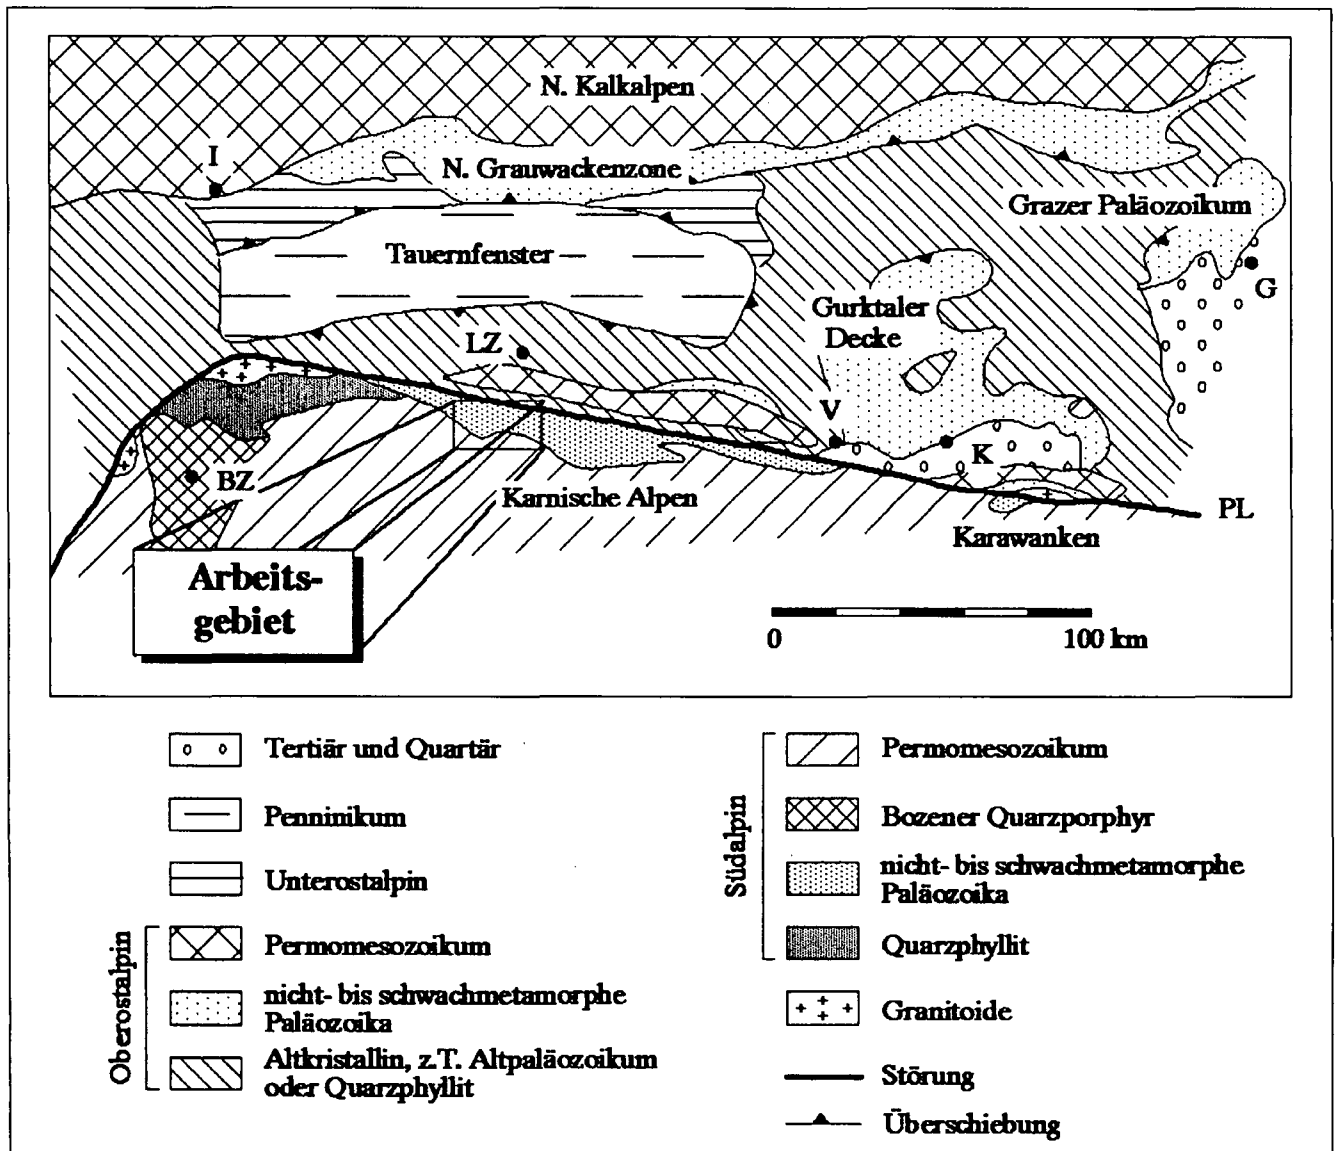 N. Kalkalpen
I
N. Grauwackenzone
Grazer Paläozoikum
Tauernfenster
G
Gurktaler
Decke
LZ
V
K
BZ
Karnische Alpen
PL
Karawanken
Arbeits-
gebiet
0 100 km
Tertiär und Quartär
Penninikum
Unterostalpin
Oberostalpin
Permomesozoikum
nicht- bis schwachmetamorphe
Paläozoika
Altkristallin, z.T. Altpaläozoikum
oder Quarzphyllit
Südalpin
Permomesozoikum
Bozener Quarzporphyr
nicht- bis schwachmetamorphe
Paläozoika
Quarzphyllit
Granitoide
Störung
Überschiebung